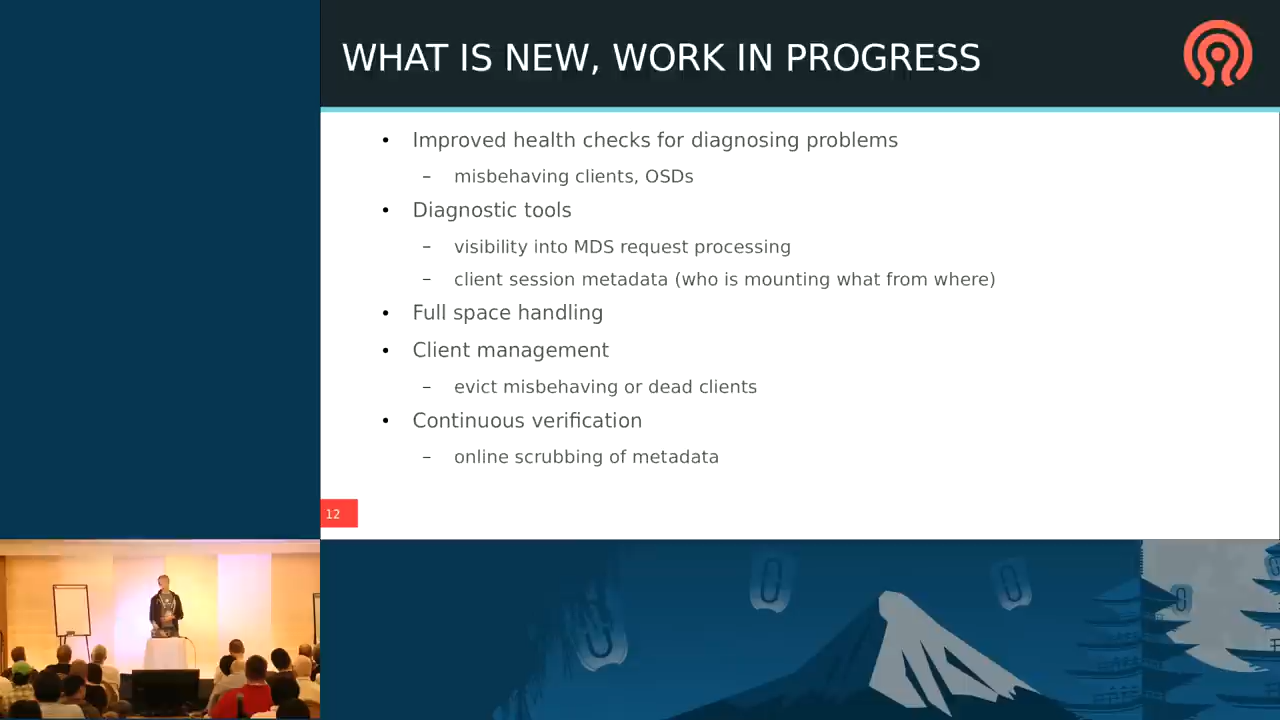 WHAT IS NEW, WORK IN PROGRESS
• Improved health checks for diagnosing problems
– misbehaving clients, OSDs
• Diagnostic tools
– visibility into MDS request processing
– client session metadata (who is mounting what from where)
• Full space handling
• Client management
– evict misbehaving or dead clients
• Continuous verification
– online scrubbing of metadata
12